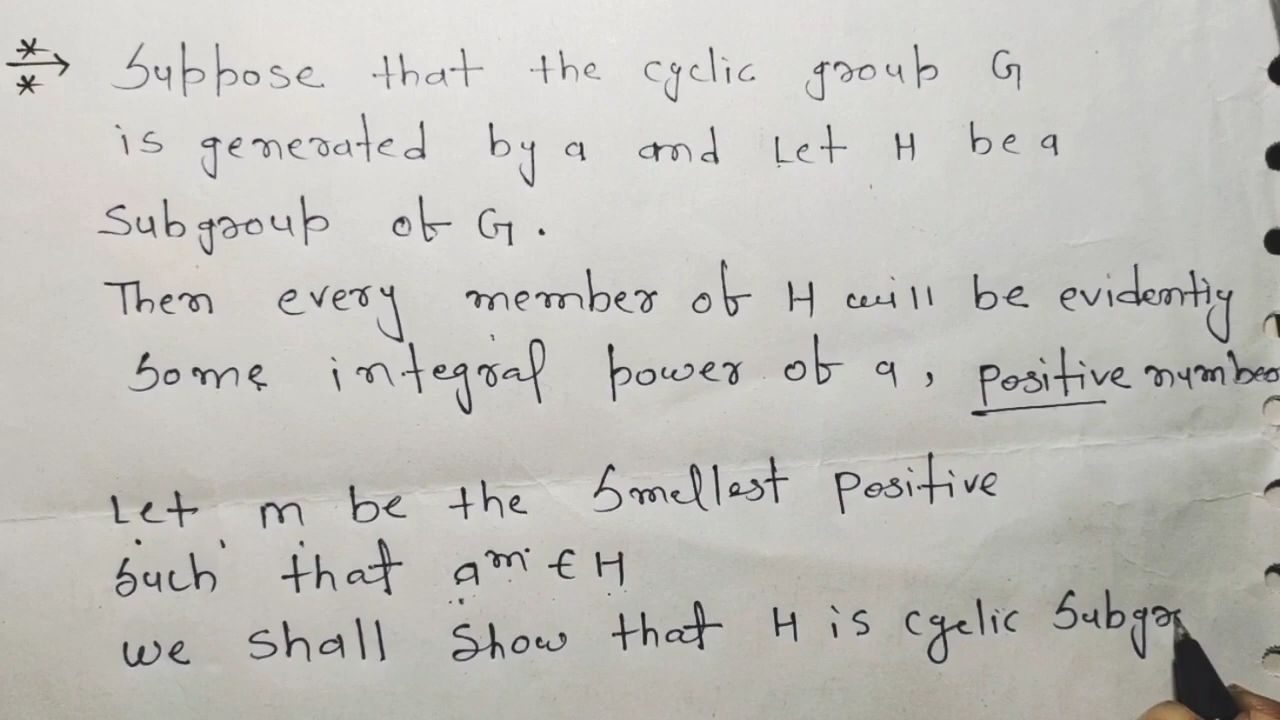 Suppose that the cyclic group G
is generated by a and Let H be a
Subgroup of G.
Then every member of H will be evidently
Some integral power of a, positive number
Let m be the Smallest positive
Such that a^m ∈ H
we shall Show that H is cyclic Subgr